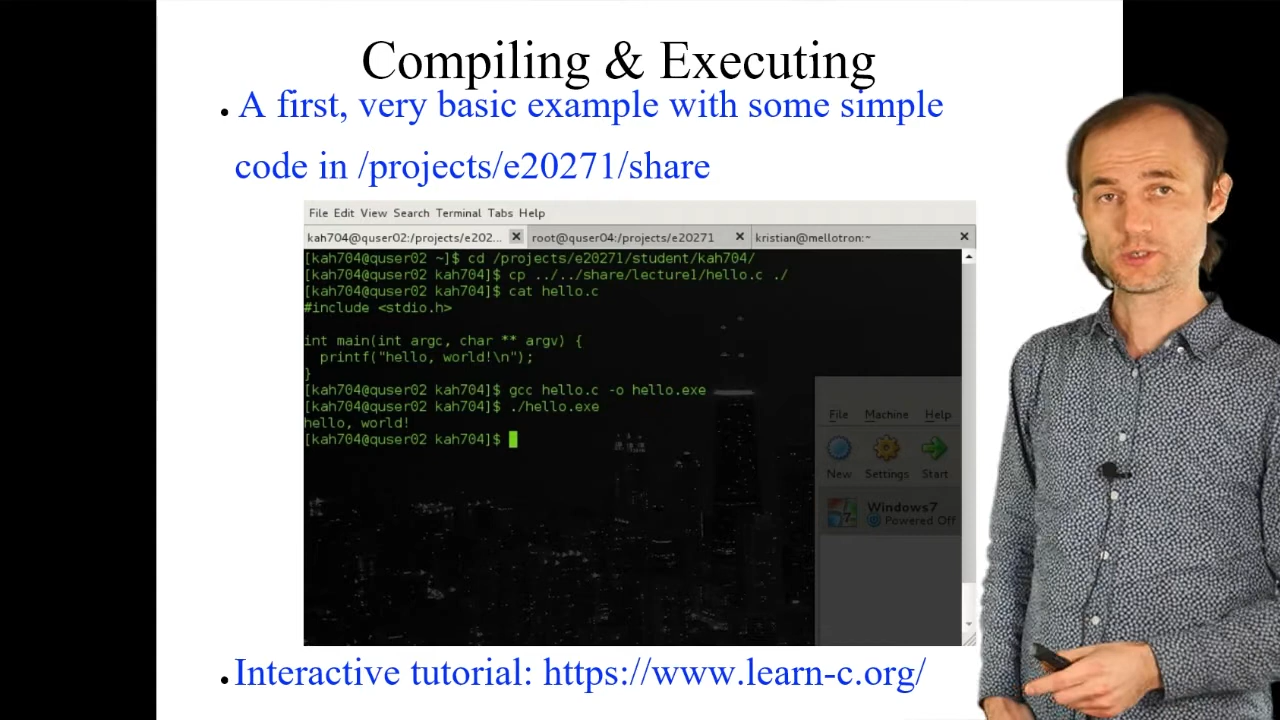 Compiling & Executing
A first, very basic example with some simple
code in /projects/e20271/share
File Edit View Search Terminal Tabs Help
kah704@quser02:/projects/e202... root@quser04:/projects/e20271 kristian@mellotron:~
[kah704@quser02 ~]$ cd /projects/e20271/student/kah704/
[kah704@quser02 kah704]$ cp ../../share/lecture1/hello.c ./
[kah704@quser02 kah704]$ cat hello.c
#include <stdio.h>
int main(int argc, char ** argv) {
printf("hello, world!\n");
}
[kah704@quser02 kah704]$ gcc hello.c -o hello.exe
[kah704@quser02 kah704]$ ./hello.exe
hello, world!
[kah704@quser02 kah704]$
File Machine Help
New Settings Start
Windows7
Powered Off
Interactive tutorial: https://www.learn-c.org/